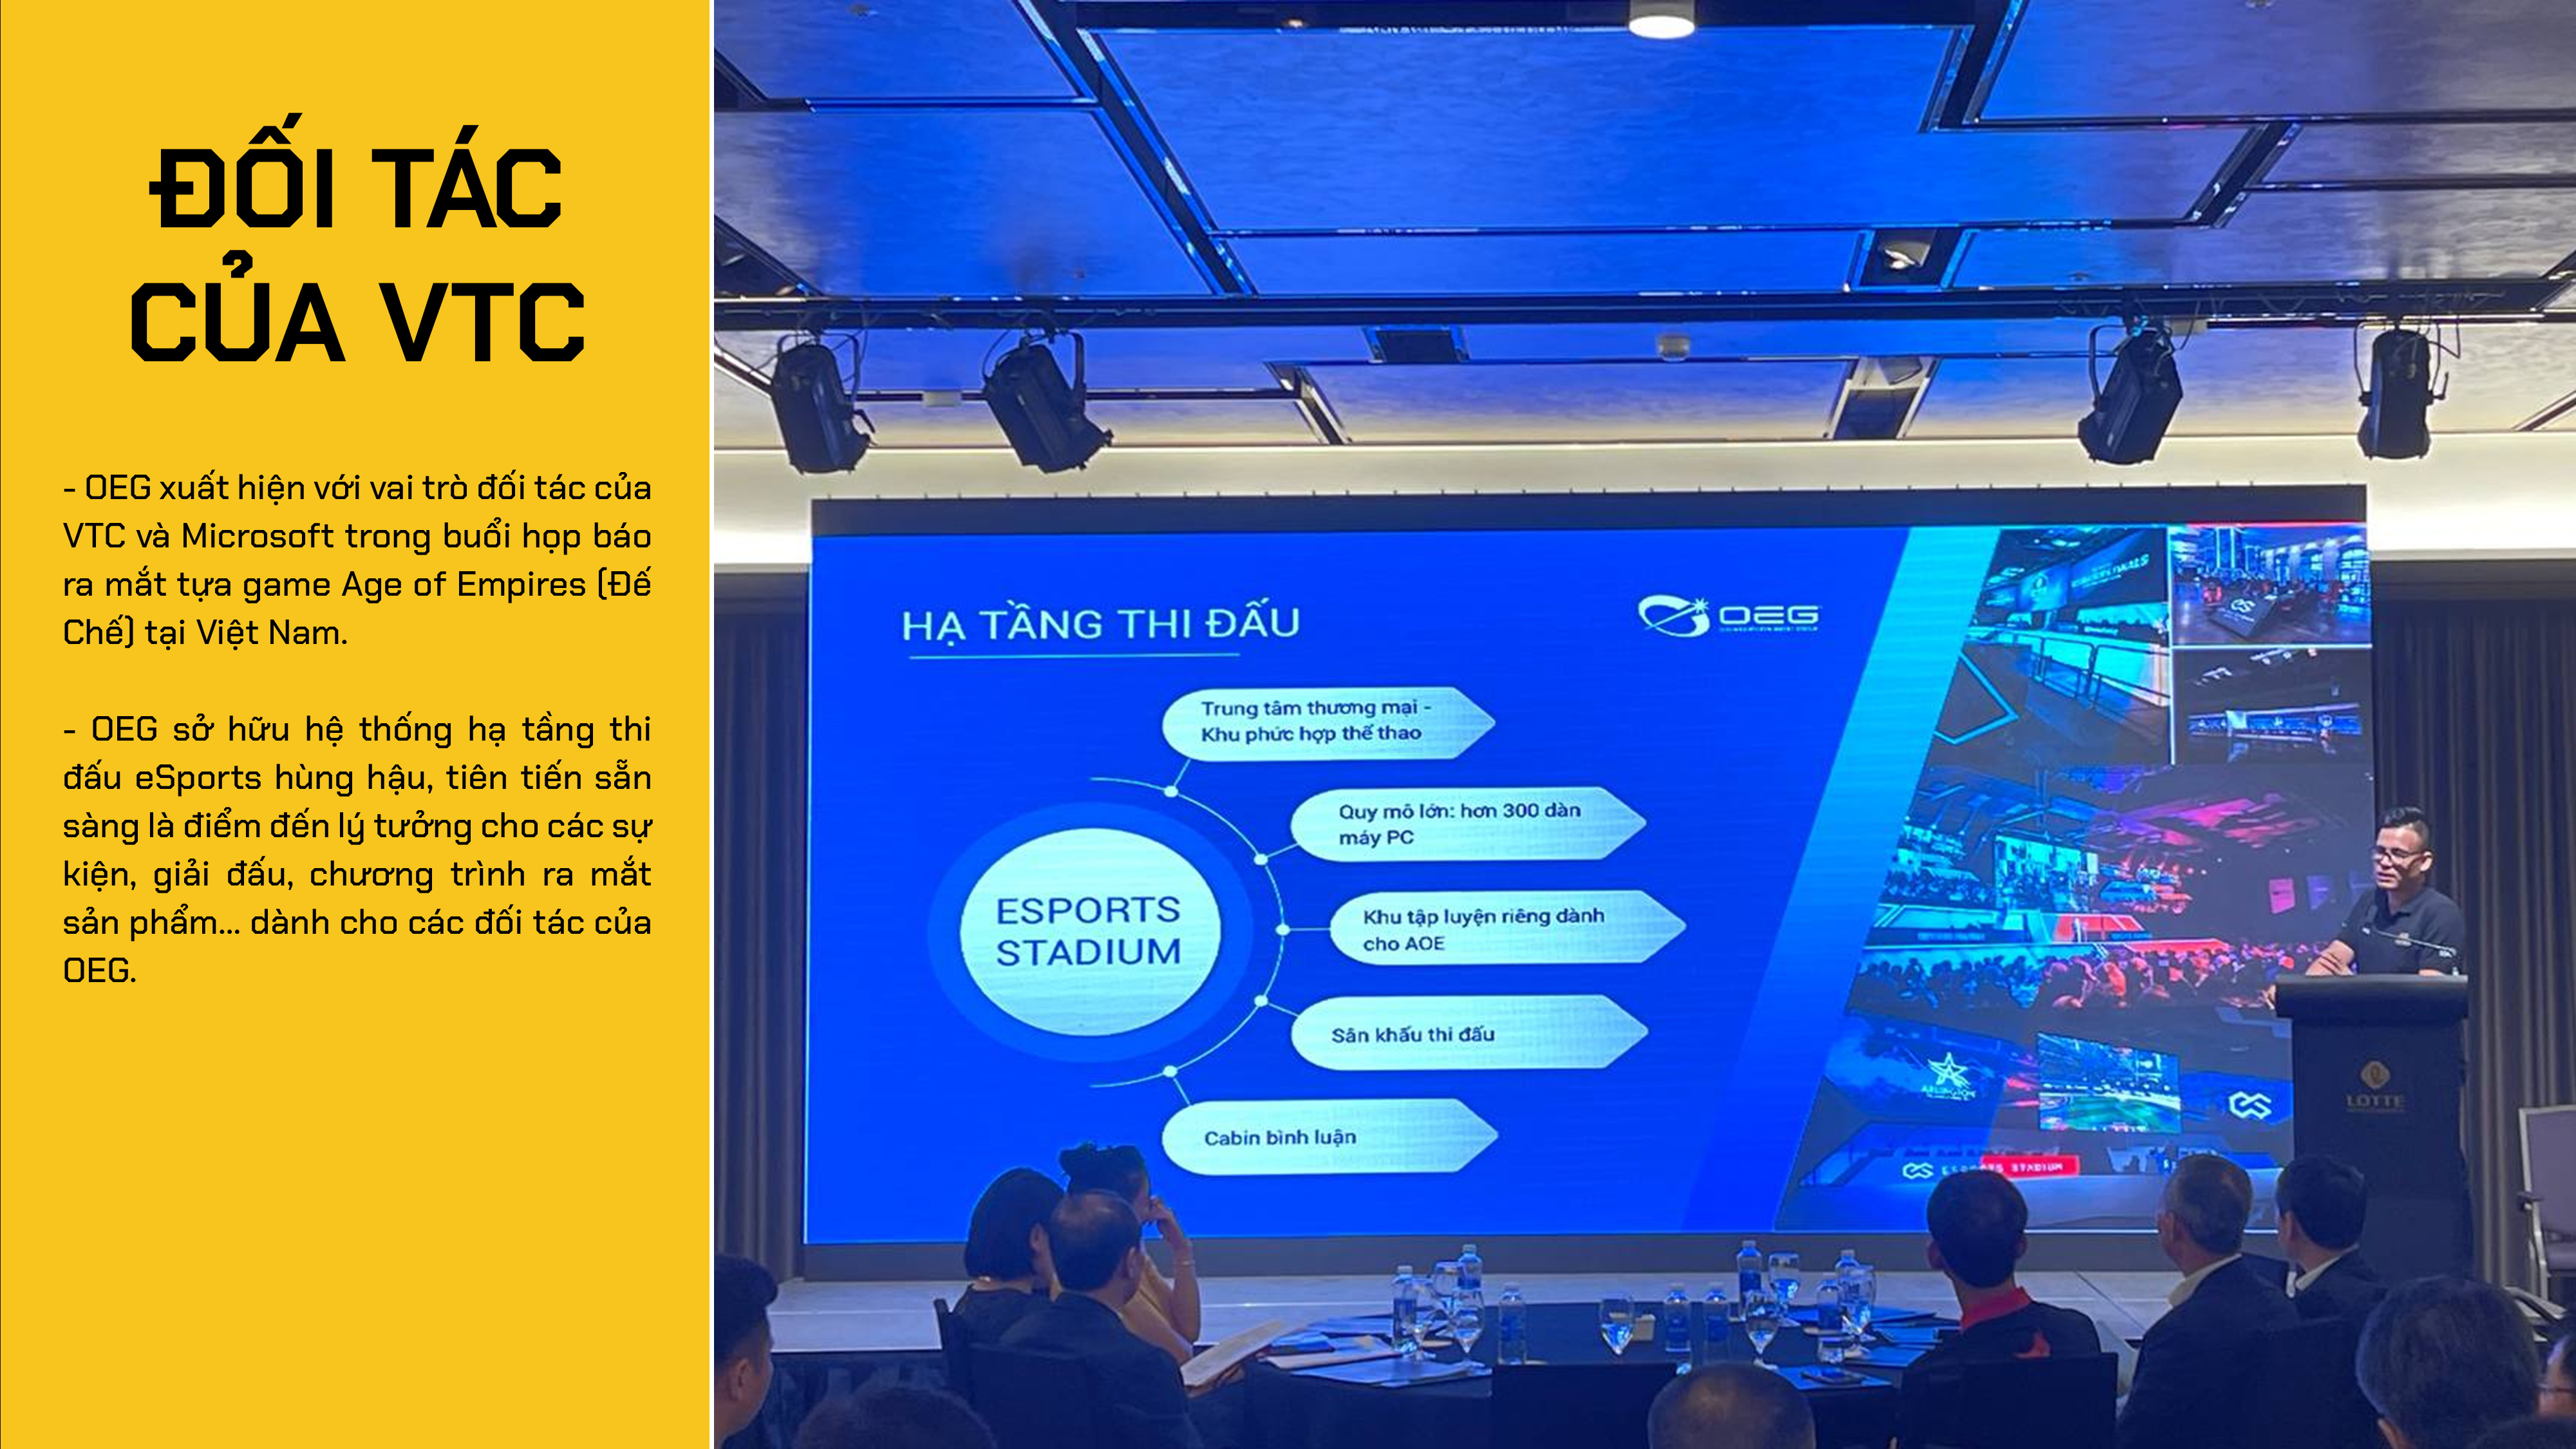 ĐỐI TÁC
CỦA VTC
- OEG xuất hiện với vai trò đối tác của
VTC và Microsoft trong buổi họp báo
ra mắt tựa game Age of Empires (Đế
Chế) tại Việt Nam.
- OEG sở hữu hệ thống hạ tầng thi
đấu eSports hùng hậu, tiên tiến sẵn
sàng là điểm đến lý tưởng cho các sự
kiện, giải đấu, chương trình ra mắt
sản phẩm... dành cho các đối tác của
OEG.
HẠ TẦNG THI ĐẤU
OEG
Trung tâm thương mại -
Khu phức hợp thể thao
Quy mô lớn: hơn 300 dàn
máy PC
ESPORTS
STADIUM
Khu tập luyện riêng dành
cho AOE
Sân khấu thi đấu
Cabin bình luận
ESPORTS STADIUM
LOTTE